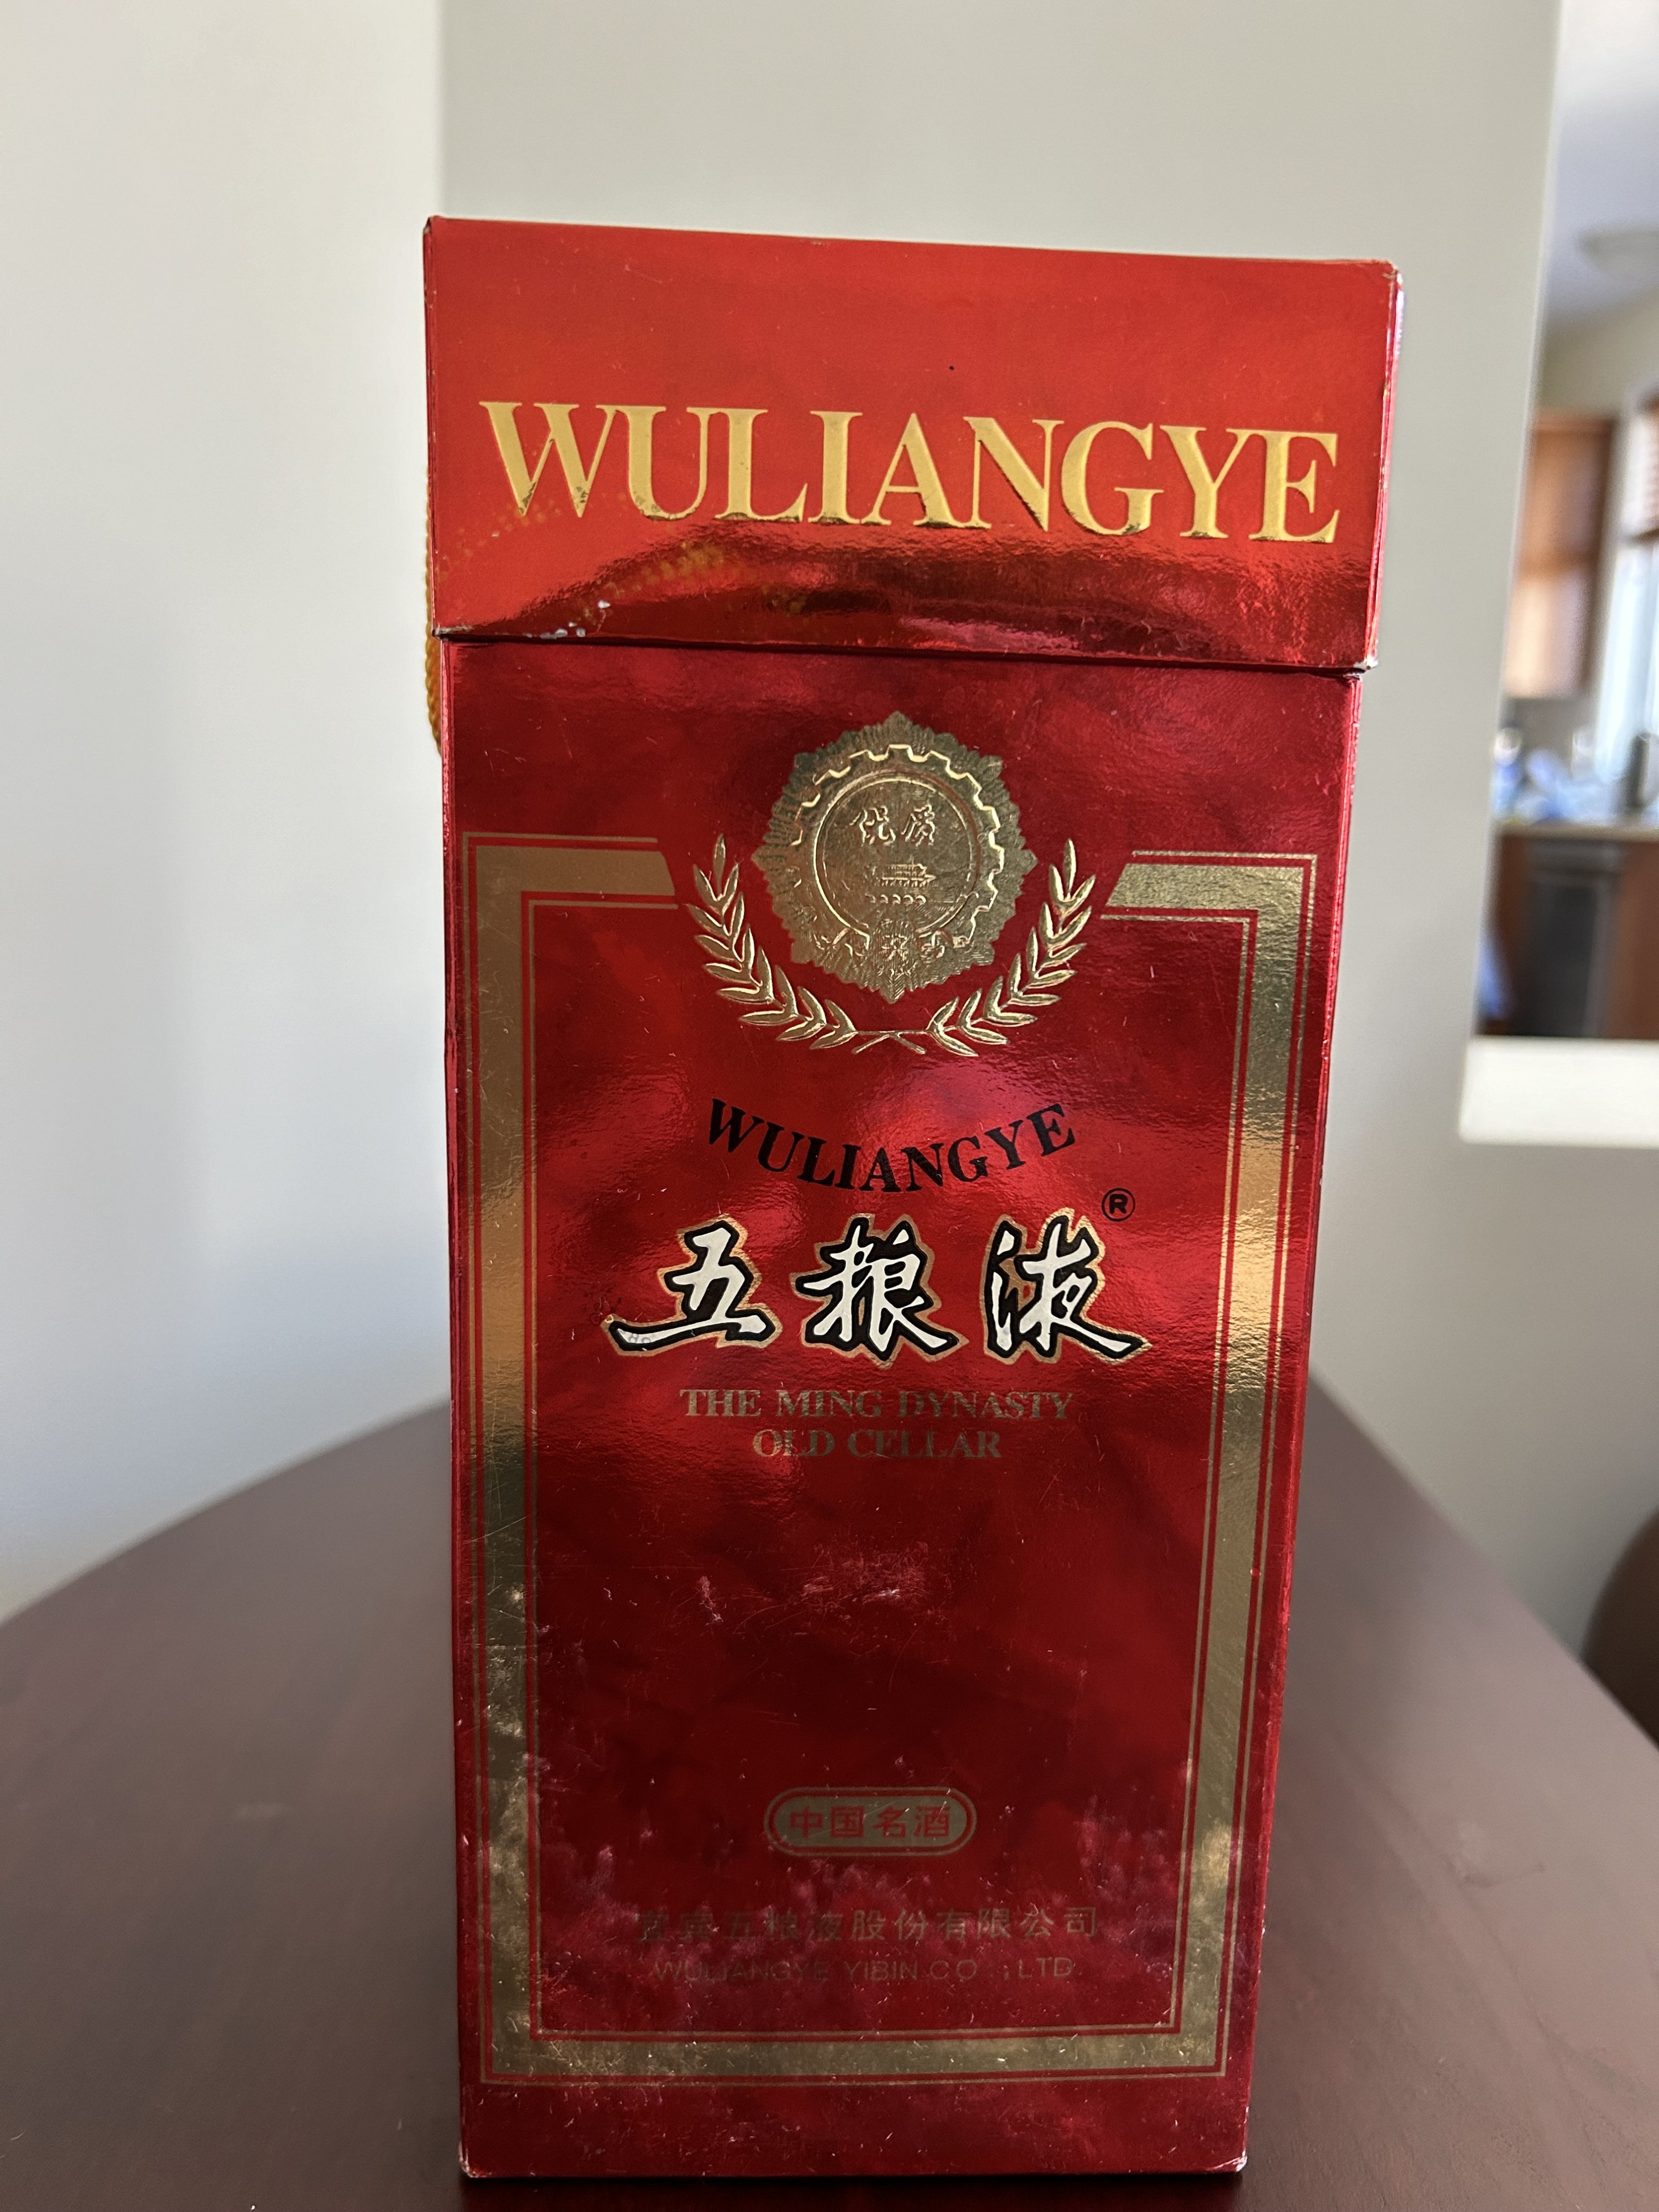 WULIANGYE
优质
WULIANGYE
®
五粮液
THE MING DYNASTY
OLD CELLAR
中国名酒
宜宾五粮液股份有限公司
WULIANGYE YIBIN.CO .,LTD.